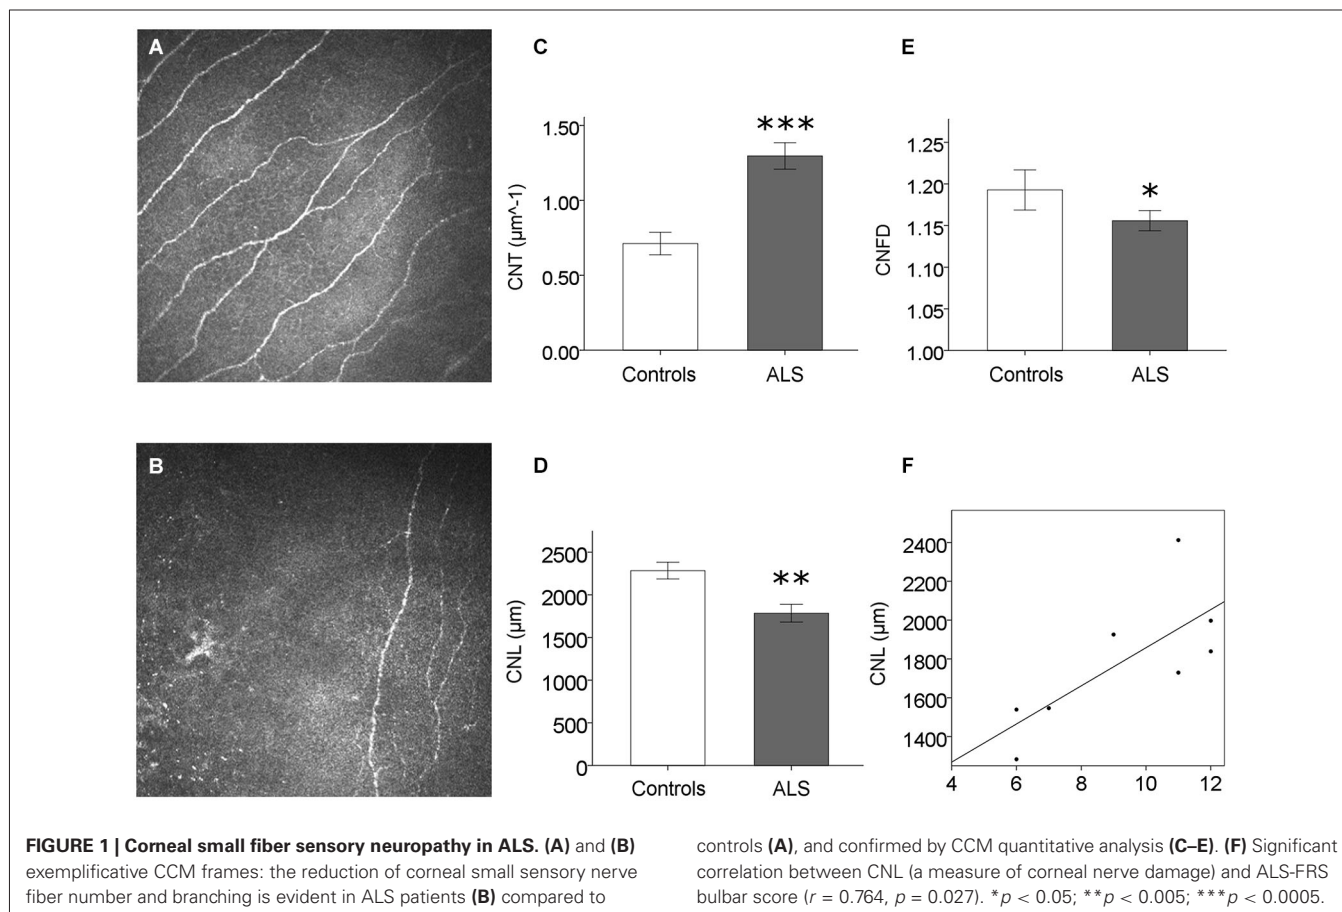 A
B
C
1.50
1.00
0.50
0.00
CNT (µm^-1)
***
Controls
ALS
D
2500
2000
1500
1000
500
0
CNL (µm)
**
Controls
ALS
E
1.25
1.20
1.15
1.10
1.05
1.00
CNFD
*
Controls
ALS
F
2400
2200
2000
1800
1600
1400
CNL (µm)
4 6 8 10 12
FIGURE 1 | Corneal small fiber sensory neuropathy in ALS. (A) and (B)
exemplificative CCM frames: the reduction of corneal small sensory nerve
fiber number and branching is evident in ALS patients (B) compared to
controls (A), and confirmed by CCM quantitative analysis (C–E). (F) Significant
correlation between CNL (a measure of corneal nerve damage) and ALS-FRS
bulbar score (r = 0.764, p = 0.027). *p < 0.05; **p < 0.005; ***p < 0.0005.